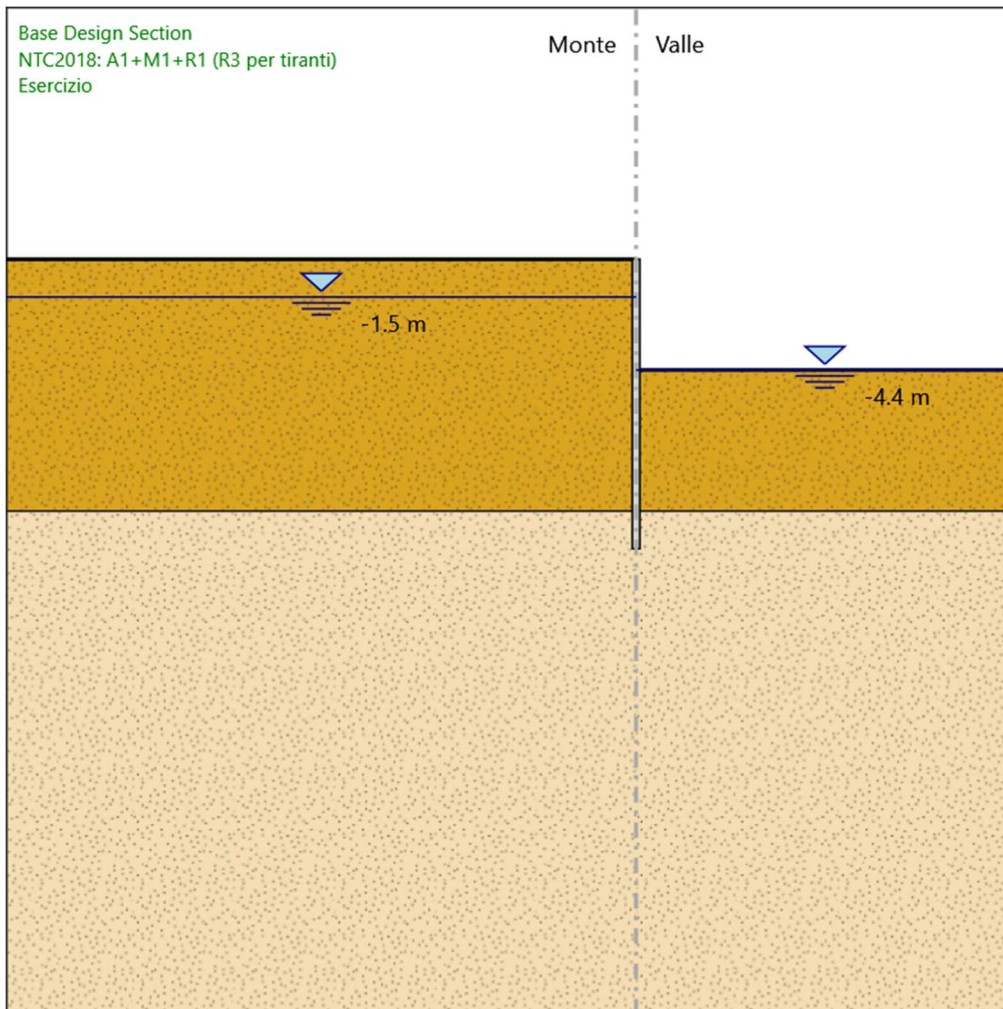 Base Design Section
NTC2018: A1+M1+R1 (R3 per tiranti)
Esercizio
Monte
Valle
-1.5 m
-4.4 m